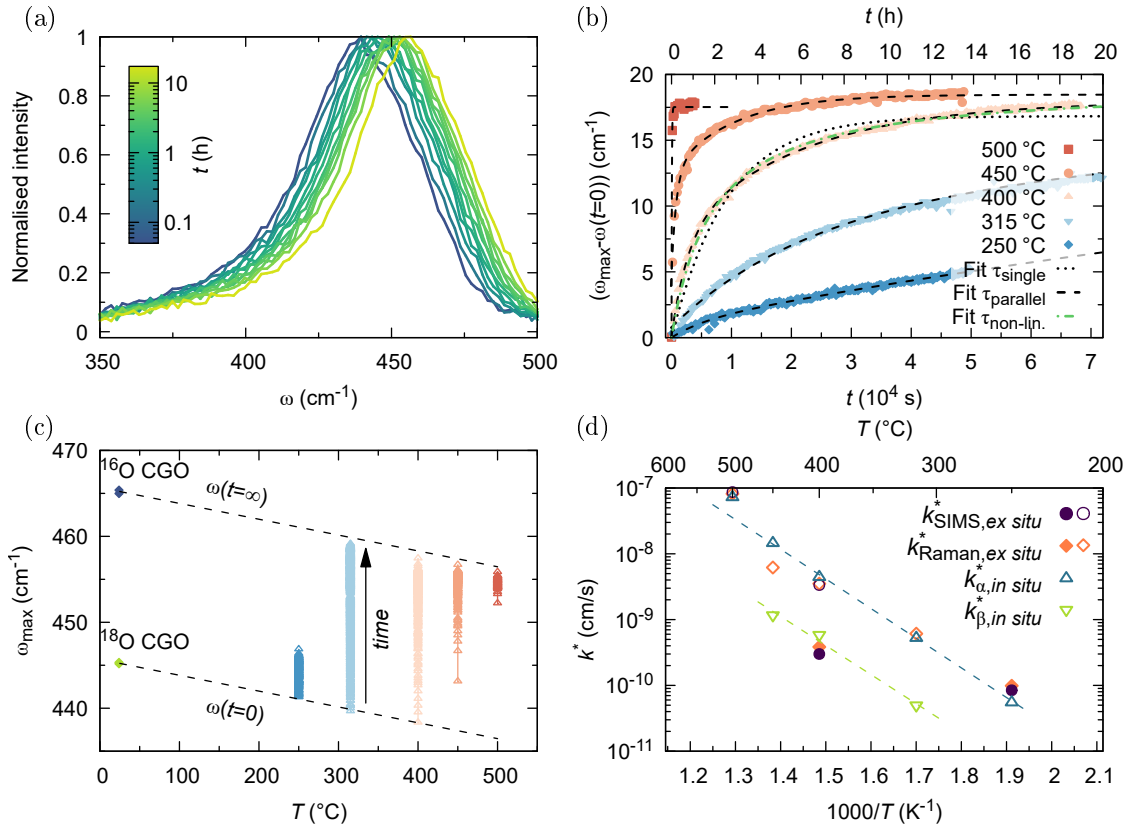 (a)
Normalised intensity
1
0.8
0.6
0.4
0.2
0
10
1
0.1
t (h)
350 400 450 500
ω (cm⁻¹)
(b)
t (h)
0 2 4 6 8 10 12 14 16 18 20
(ωmax-ω(t=0)) (cm⁻¹)
20
15
10
5
0
500 °C
450 °C
400 °C
315 °C
250 °C
Fit τsingle
Fit τparallel
Fit τnon-lin.
0 1 2 3 4 5 6 7
t (10⁴ s)
(c)
ωmax (cm⁻¹)
470
460
450
440
¹⁶O CGO
ω(t=∞)
time
¹⁸O CGO
ω(t=0)
0 100 200 300 400 500
T (°C)
(d)
T (°C)
600 500 400 300 200
k* (cm/s)
10⁻⁷
10⁻⁸
10⁻⁹
10⁻¹⁰
10⁻¹¹
k*SIMS,ex situ
k*Raman,ex situ
k*α,in situ
k*β,in situ
1.2 1.3 1.4 1.5 1.6 1.7 1.8 1.9 2 2.1
1000/T (K⁻¹)